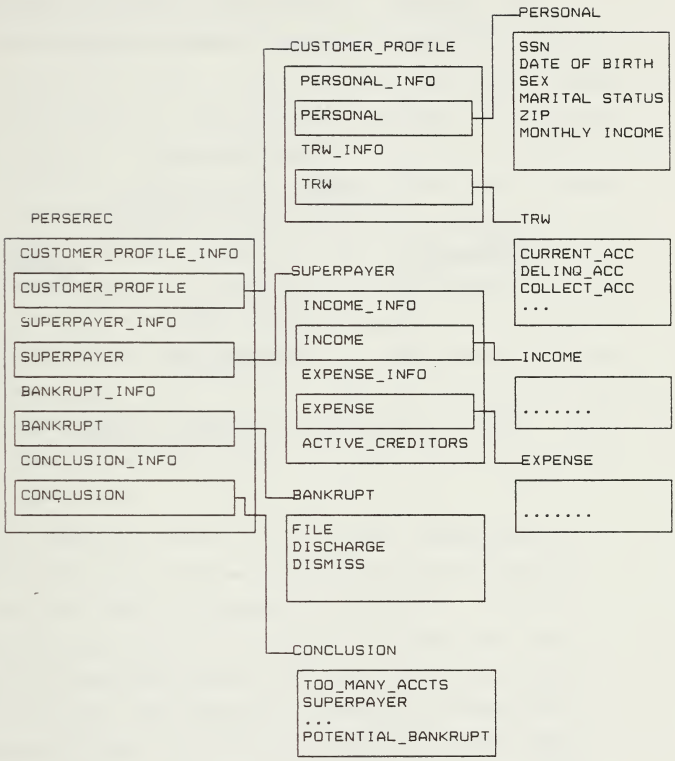 PERSONAL
SSN
DATE OF BIRTH
SEX
MARITAL STATUS
ZIP
MONTHLY INCOME
CUSTOMER_PROFILE
PERSONAL_INFO
PERSONAL
TRW_INFO
TRW
TRW
CURRENT_ACC
DELINQ_ACC
COLLECT_ACC
...
PERSEREC
CUSTOMER_PROFILE_INFO
CUSTOMER_PROFILE
SUPERPAYER_INFO
SUPERPAYER
BANKRUPT_INFO
BANKRUPT
CONCLUSION_INFO
CONCLUSION
SUPERPAYER
INCOME_INFO
INCOME
EXPENSE_INFO
EXPENSE
ACTIVE_CREDITORS
INCOME
.......
EXPENSE
.......
BANKRUPT
FILE
DISCHARGE
DISMISS
CONCLUSION
TOO_MANY_ACCTS
SUPERPAYER
...
POTENTIAL_BANKRUPT